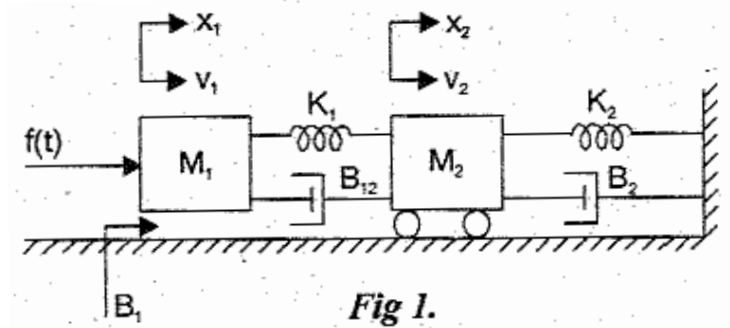 x₁ x₂
v₁ v₂
K₁ K₂
f(t) M₁ M₂
B₁₂ B₂
B₁ Fig 1.